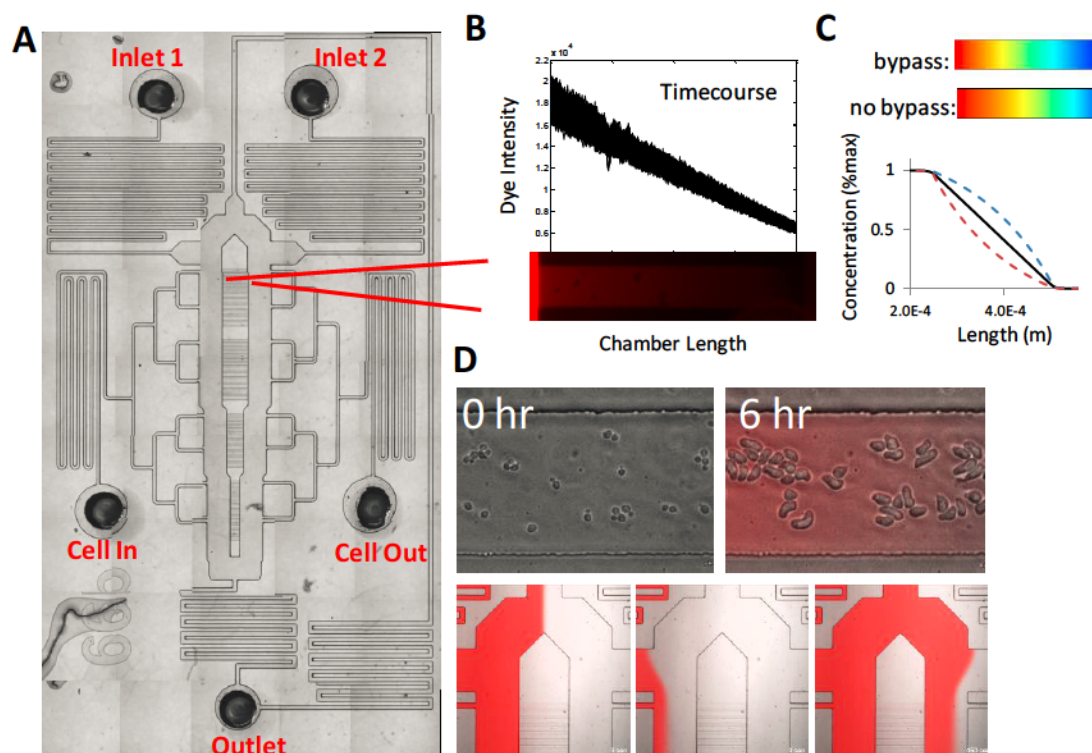 A
Inlet 1
Inlet 2
Cell In
Cell Out
Outlet
B
x 10⁴
2.2
2.0
1.8
1.6
1.4
1.2
1.0
0.8
0.6
Timecourse
Dye Intensity
Chamber Length
C
bypass:
no bypass:
1
0.5
0
Concentration (%max)
2.0E-4
4.0E-4
Length (m)
D
0 hr
6 hr